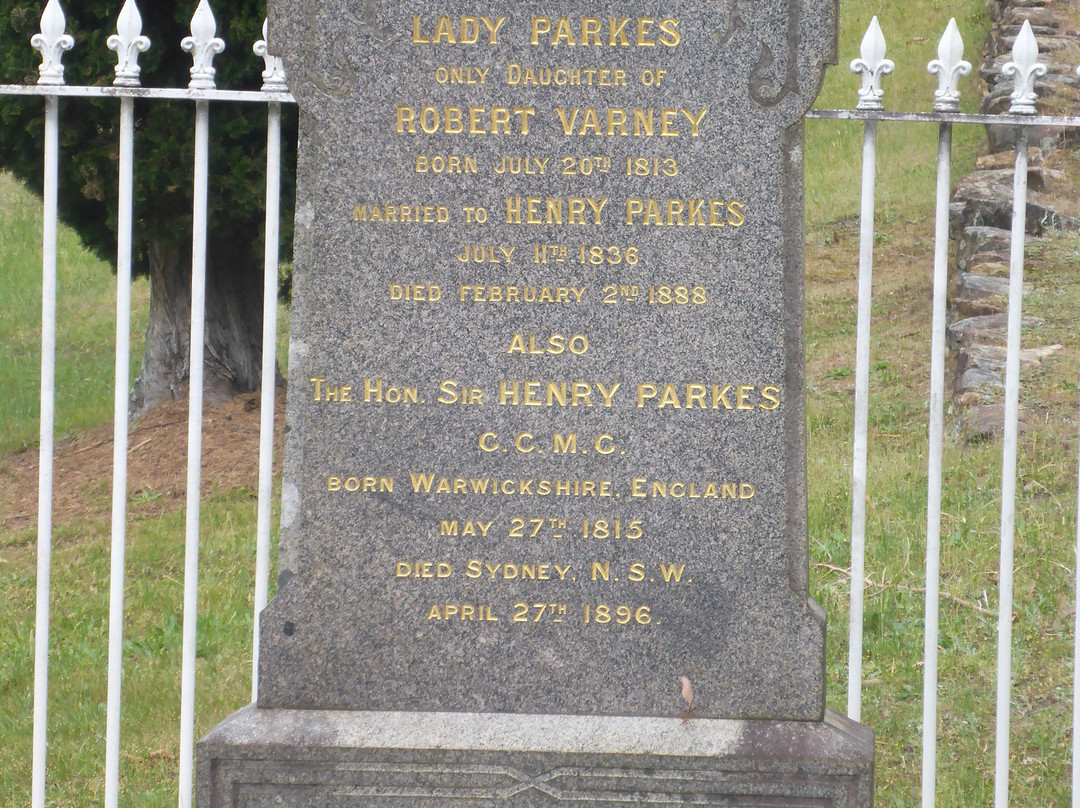 LADY PARKES
ONLY DAUGHTER OF
ROBERT VARNEY
BORN JULY 20TH 1813
MARRIED TO HENRY PARKES
JULY 11TH 1836
DIED FEBRUARY 2ND 1888
ALSO
THE HON. SIR HENRY PARKES
G.C.M.G.
BORN WARWICKSHIRE, ENGLAND
MAY 27TH 1815
DIED SYDNEY, N.S.W.
APRIL 27TH 1896.